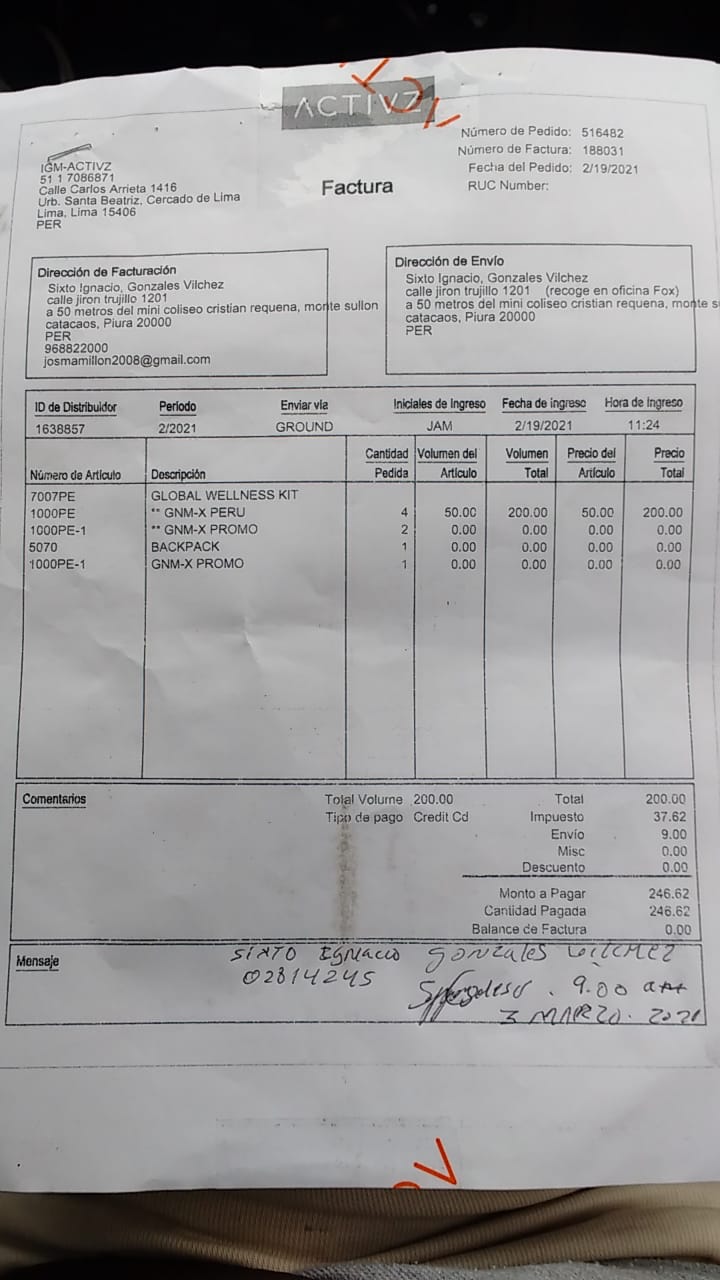 ACTIVZ
Número de Pedido: 516482
Número de Factura: 188031
Fecha del Pedido: 2/19/2021
RUC Number:
Factura
IGM-ACTIVZ
51 1 7086871
Calle Carlos Arrieta 1416
Urb. Santa Beatriz, Cercado de Lima
Lima, Lima 15406
PER
Dirección de Facturación
Sixto Ignacio, Gonzales Vilchez
calle jiron trujillo 1201
a 50 metros del mini coliseo cristian requena, monte sullon
catacaos, Piura 20000
PER
968822000
josmamillon2008@gmail.com
Dirección de Envío
Sixto Ignacio, Gonzales Vilchez
calle jiron trujillo 1201 (recoge en oficina Fox)
a 50 metros del mini coliseo cristian requena, monte s
catacaos, Piura 20000
PER
ID de Distribuidor Periodo Enviar via Iniciales de Ingreso Fecha de ingreso Hora de Ingreso
1638857 2/2021 GROUND JAM 2/19/2021 11:24
Número de Artículo Descripción Cantidad Pedida Volumen del Artículo Volumen Total Precio del Artículo Precio Total
7007PE GLOBAL WELLNESS KIT
1000PE ** GNM-X PERU 4 50.00 200.00 50.00 200.00
1000PE-1 ** GNM-X PROMO 2 0.00 0.00 0.00 0.00
5070 BACKPACK 1 0.00 0.00 0.00 0.00
1000PE-1 GNM-X PROMO 1 0.00 0.00 0.00 0.00
Comentarios
Total Volume 200.00
Tipo de pago Credit Cd
Total 200.00
Impuesto 37.62
Envío 9.00
Misc 0.00
Descuento 0.00
Monto a Pagar 246.62
Cantidad Pagada 246.62
Balance de Factura 0.00
Mensaje
SIXTO IGNACIO GONZALES VILCHEZ
02814245
9:00 am
3 MARZO. 2021